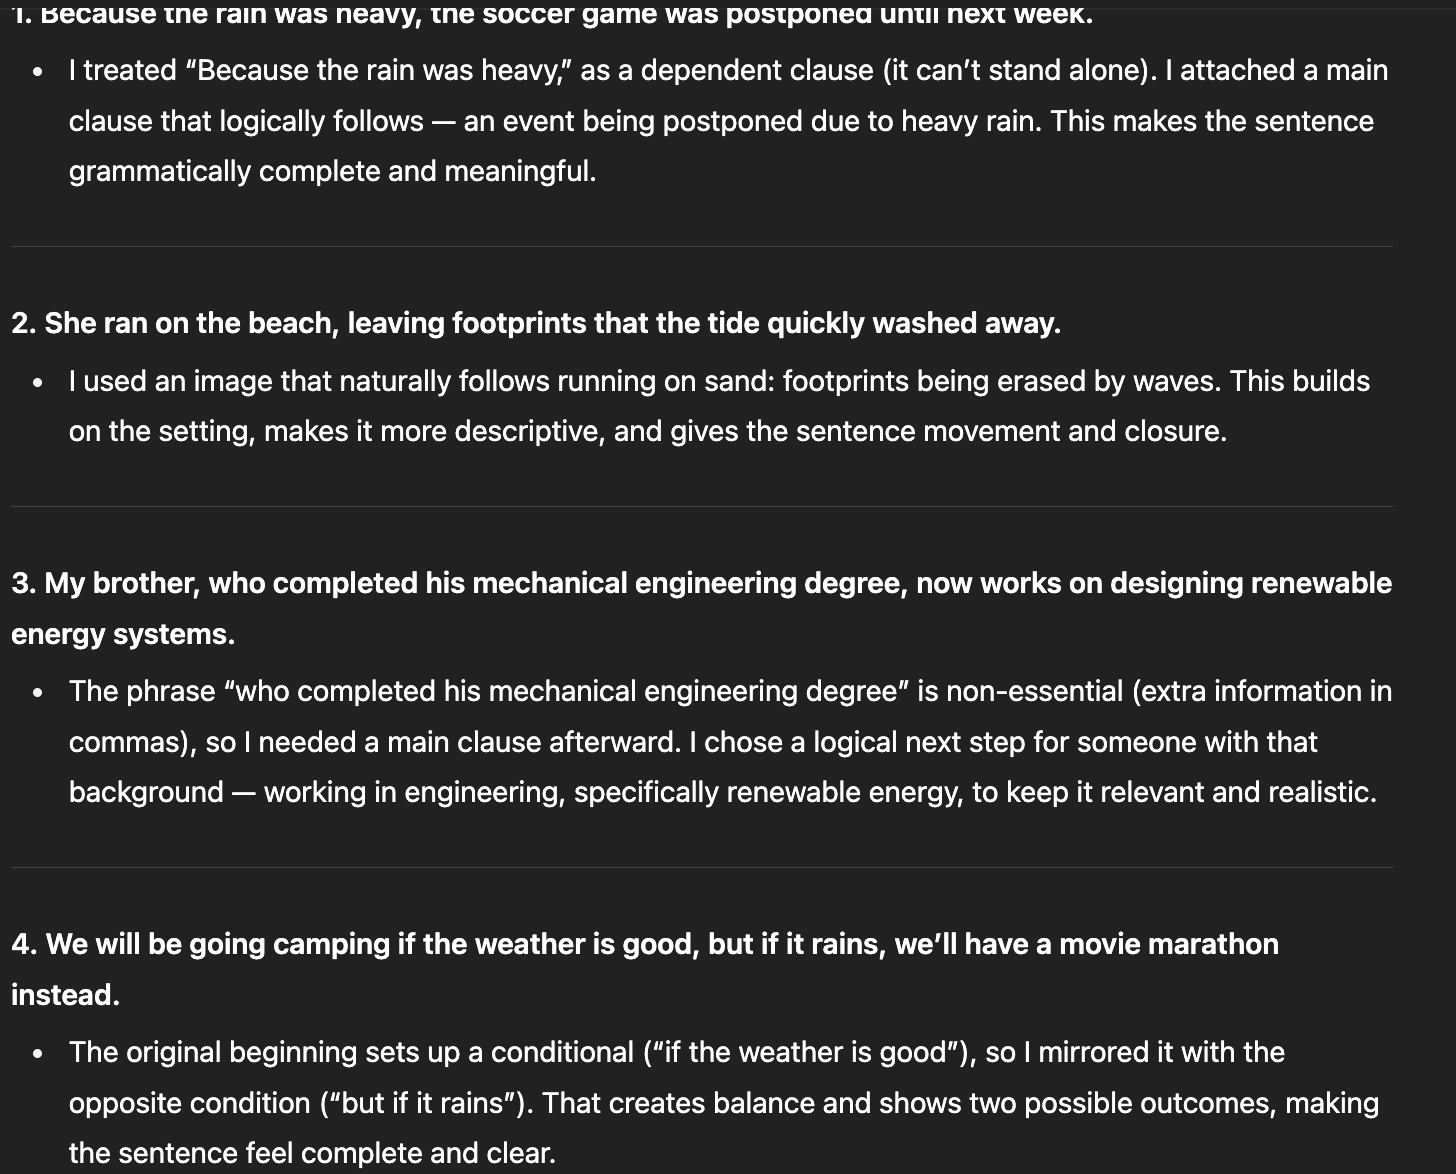 1. Because the rain was heavy, the soccer game was postponed until next week.
• I treated “Because the rain was heavy,” as a dependent clause (it can’t stand alone). I attached a main
clause that logically follows — an event being postponed due to heavy rain. This makes the sentence
grammatically complete and meaningful.
2. She ran on the beach, leaving footprints that the tide quickly washed away.
• I used an image that naturally follows running on sand: footprints being erased by waves. This builds
on the setting, makes it more descriptive, and gives the sentence movement and closure.
3. My brother, who completed his mechanical engineering degree, now works on designing renewable
energy systems.
• The phrase “who completed his mechanical engineering degree” is non-essential (extra information in
commas), so I needed a main clause afterward. I chose a logical next step for someone with that
background — working in engineering, specifically renewable energy, to keep it relevant and realistic.
4. We will be going camping if the weather is good, but if it rains, we’ll have a movie marathon
instead.
• The original beginning sets up a conditional (“if the weather is good”), so I mirrored it with the
opposite condition (“but if it rains”). That creates balance and shows two possible outcomes, making
the sentence feel complete and clear.